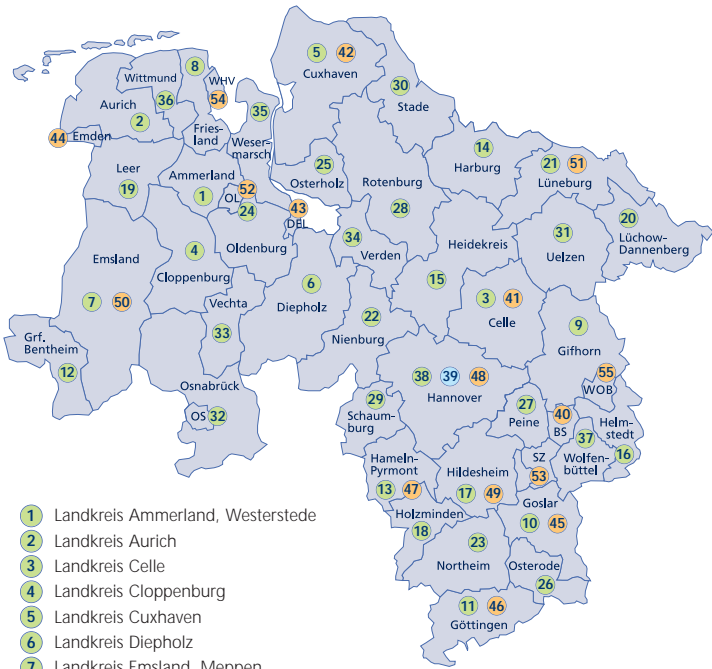 5 42
Cuxhaven
8
WHV
54
Wittmund
36
Aurich
2
44 Emden
Fries-
land
35
Weser-
marsch
30
Stade
14
Harburg
21 51
Lüneburg
25
Osterholz
Rotenburg
28
Leer
19
Ammerland
1
52
OL
24
Oldenburg
43
DEL
34
Verden
Heidekreis
31
Uelzen
20
Lüchow-
Dannenberg
Emsland
7 50
4
Cloppenburg
Vechta
33
6
Diepholz
15
3 41
Celle
22
Nienburg
9
Gifhorn
Grf.
Bentheim
12
Osnabrück
OS 32
38 39 48
Hannover
29
Schaum-
burg
27
Peine
55
WOB
40
BS
Helm-
stedt
37
16
Wolfen-
büttel
SZ
53
Hameln-
Pyrmont
13 47
Hildesheim
17 49
Goslar
10 45
Holzminden
18
23
Northeim
Osterode
26
11 46
Göttingen
1 Landkreis Ammerland, Westerstede
2 Landkreis Aurich
3 Landkreis Celle
4 Landkreis Cloppenburg
5 Landkreis Cuxhaven
6 Landkreis Diepholz
7 Landkreis Emsland, Meppen